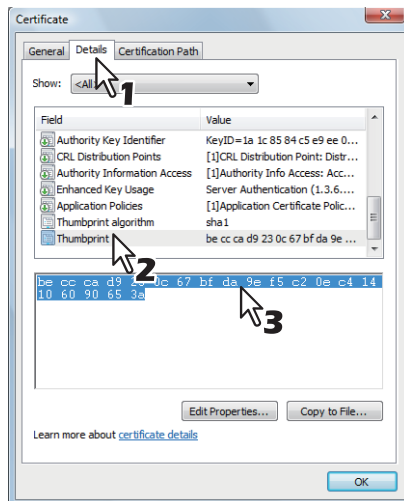 Certificate
General Details Certification Path
Show: <All>
1
Field Value
Authority Key Identifier KeyID=1a 1c 85 84 c5 e9 ee 0...
CRL Distribution Points [1]CRL Distribution Point: Distr...
Authority Information Access [1]Authority Info Access: Acc...
Enhanced Key Usage Server Authentication (1.3.6....
Application Policies [1]Application Certificate Polic...
Thumbprint algorithm sha1
Thumbprint be cc ca d9 23 0c 67 bf da 9e ...
2
be cc ca d9 23 0c 67 bf da 9e f5 c2 0e c4 14
10 60 90 65 3a
3
Edit Properties... Copy to File...
Learn more about certificate details
OK